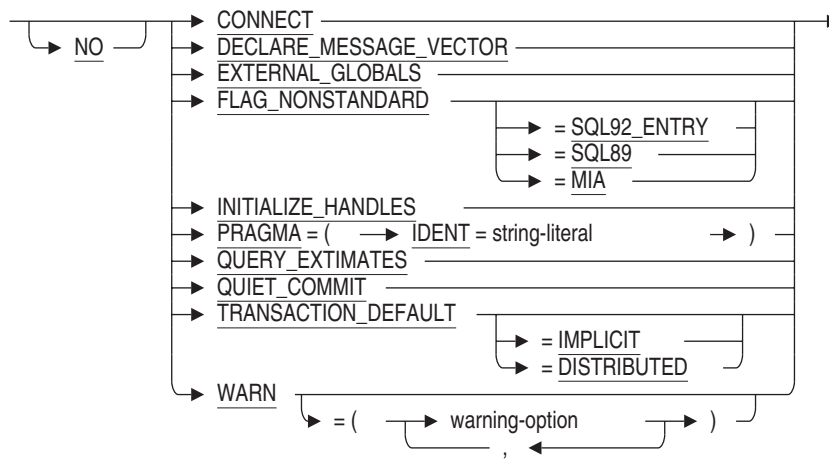 CONNECT
NO
DECLARE_MESSAGE_VECTOR
EXTERNAL_GLOBALS
FLAG_NONSTANDARD
= SQL92_ENTRY
= SQL89
= MIA
INITIALIZE_HANDLES
PRAGMA = ( IDENT = string-literal )
QUERY_EXTIMATES
QUIET_COMMIT
TRANSACTION_DEFAULT
= IMPLICIT
= DISTRIBUTED
WARN
= ( warning-option )
,